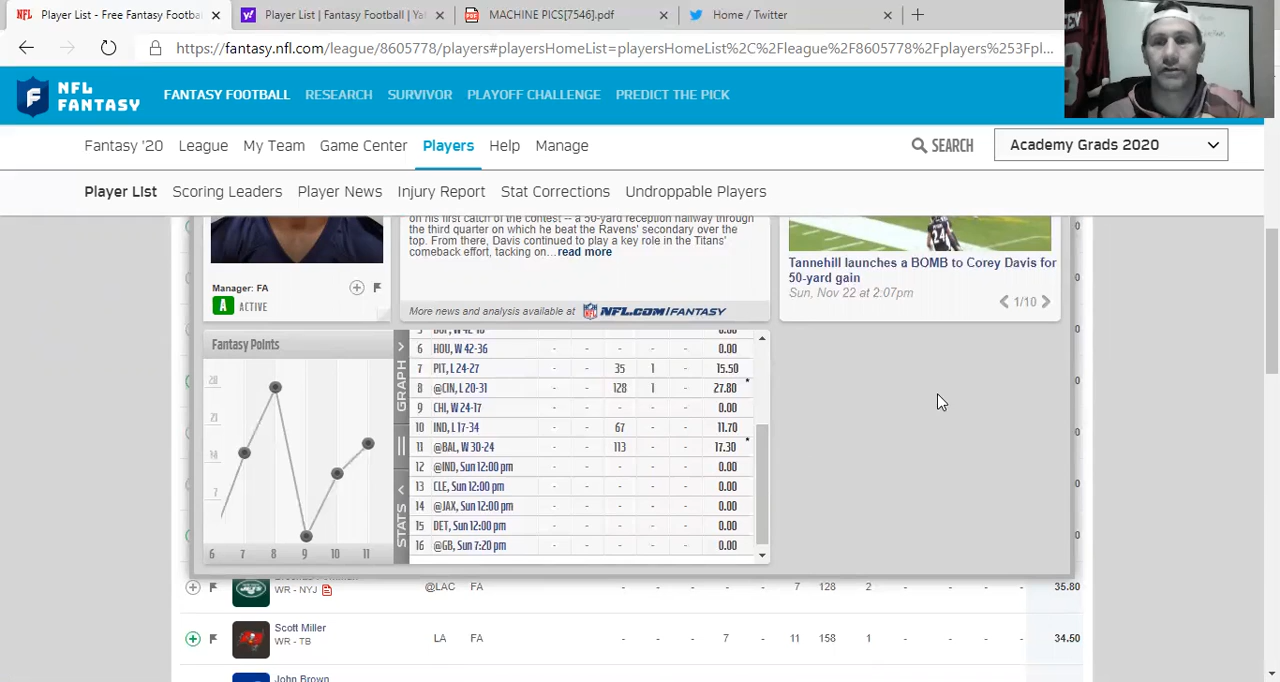 Player List - Free Fantasy Footba
Player List | Fantasy Football | Ya
MACHINE PICS[7546].pdf
Home / Twitter
https://fantasy.nfl.com/league/8605778/players#playersHomeList=playersHomeList%2C%2Fleague%2F8605778%2Fplayers%253Fpl...
NFL FANTASY
FANTASY FOOTBALL RESEARCH SURVIVOR PLAYOFF CHALLENGE PREDICT THE PICK
Fantasy '20 League My Team Game Center Players Help Manage
SEARCH
Academy Grads 2020
Player List Scoring Leaders Player News Injury Report Stat Corrections Undroppable Players
on his first catch of the contest -- a 50-yard reception halfway through
the third quarter on which he beat the Ravens' secondary over the
top. From there, Davis continued to play a key role in the Titans'
comeback effort, tacking on...read more
More news and analysis available at NFL.COM/FANTASY
Manager: FA
A ACTIVE
24
Tannehill launches a BOMB to Corey Davis for
50-yard gain
Sun, Nov 22 at 2:07pm
1/10
Fantasy Points
28
21
14
7
6 7 8 9 10 11
GRAPH
STATS
6 HOU, W 42-36 - - - - - 0.00
7 PIT, L 24-27 - - 35 1 - 15.50
8 @CIN, L 20-31 - - 128 1 - 27.80 *
9 CHI, W 24-17 - - - - - 0.00
10 IND, L 17-34 - - 67 - - 11.70
11 @BAL, W 30-24 - - 113 - - 17.30 *
12 @IND, Sun 12:00 pm - - - - - 0.00
13 CLE, Sun 12:00 pm - - - - - 0.00
14 @JAX, Sun 12:00 pm - - - - - 0.00
15 DET, Sun 12:00 pm - - - - - 0.00
16 @GB, Sun 7:20 pm - - - - - 0.00
WR - NYJ @LAC FA - - - - 7 128 2 - - - - 35.80
Scott Miller
WR - TB LA FA - - - 7 - 11 158 1 - - - - 34.50
John Brown